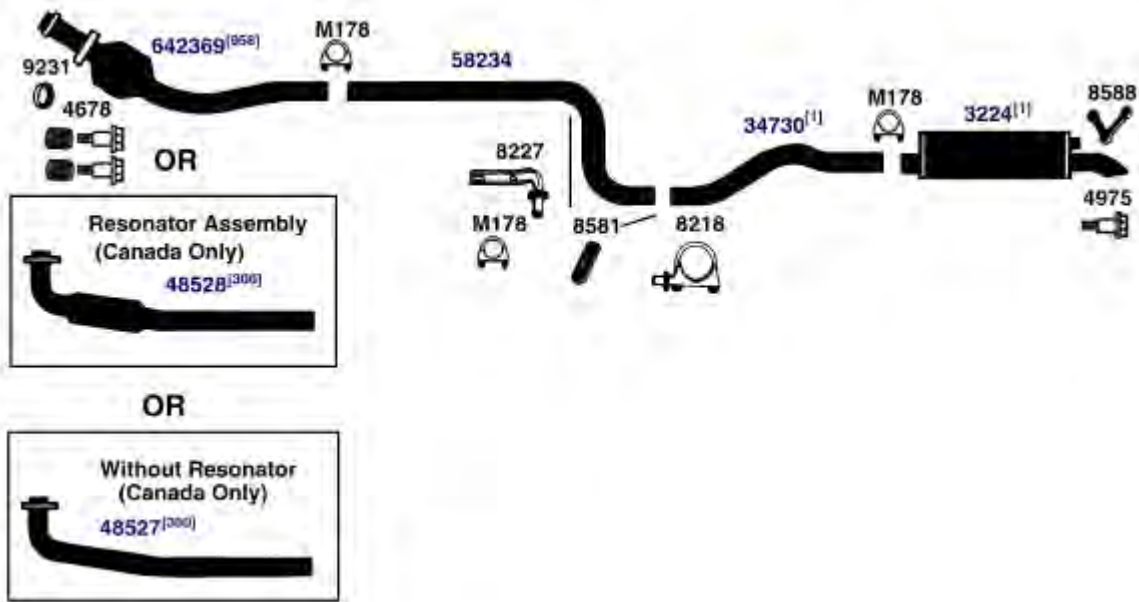 642369[958]
M178
58234
9231
4678
OR
8227
M178
8581
8218
34730[1]
M178
3224[1]
8588
4975
Resonator Assembly
(Canada Only)
48528[300]
OR
Without Resonator
(Canada Only)
48527[300]